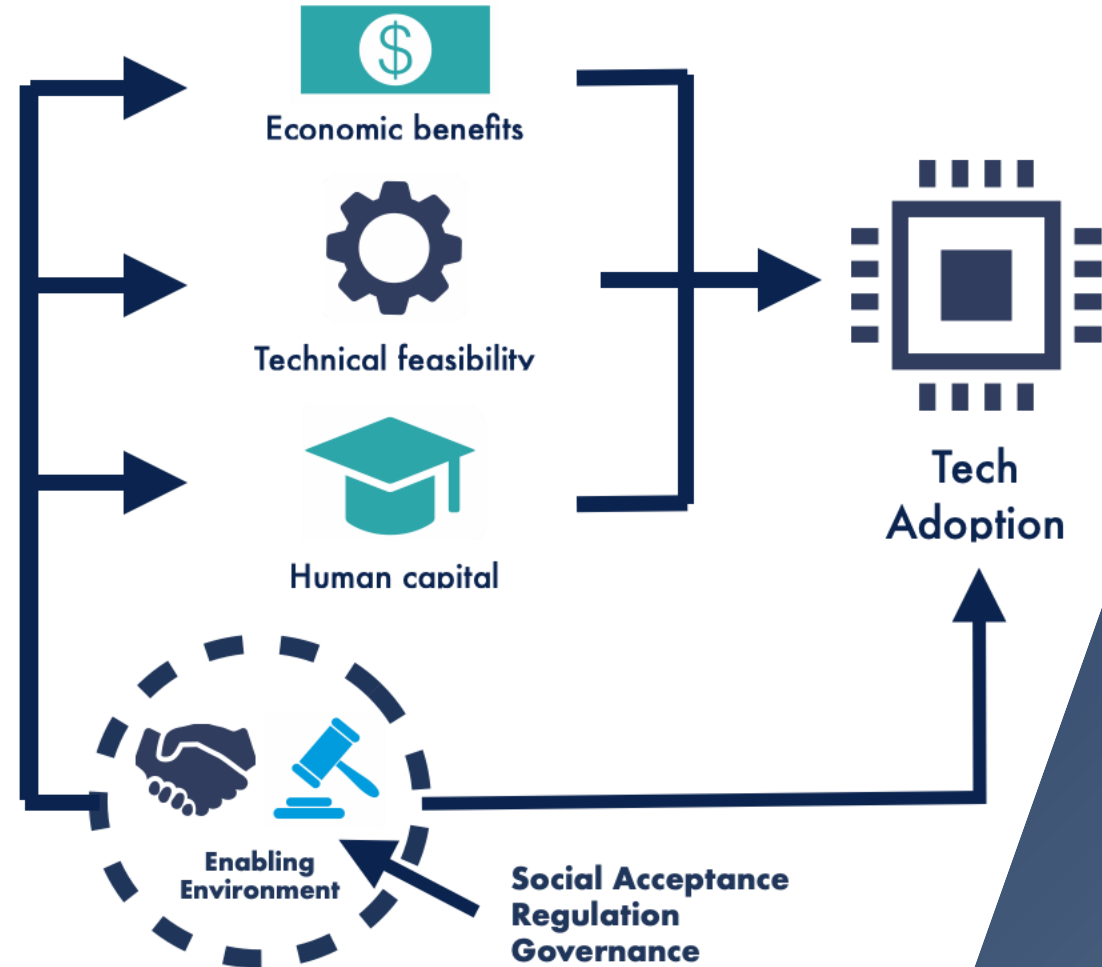 $
Economic benefits
Technical feasibility
Human capital
Tech
Adoption
Enabling
Environment
Social Acceptance
Regulation
Governance